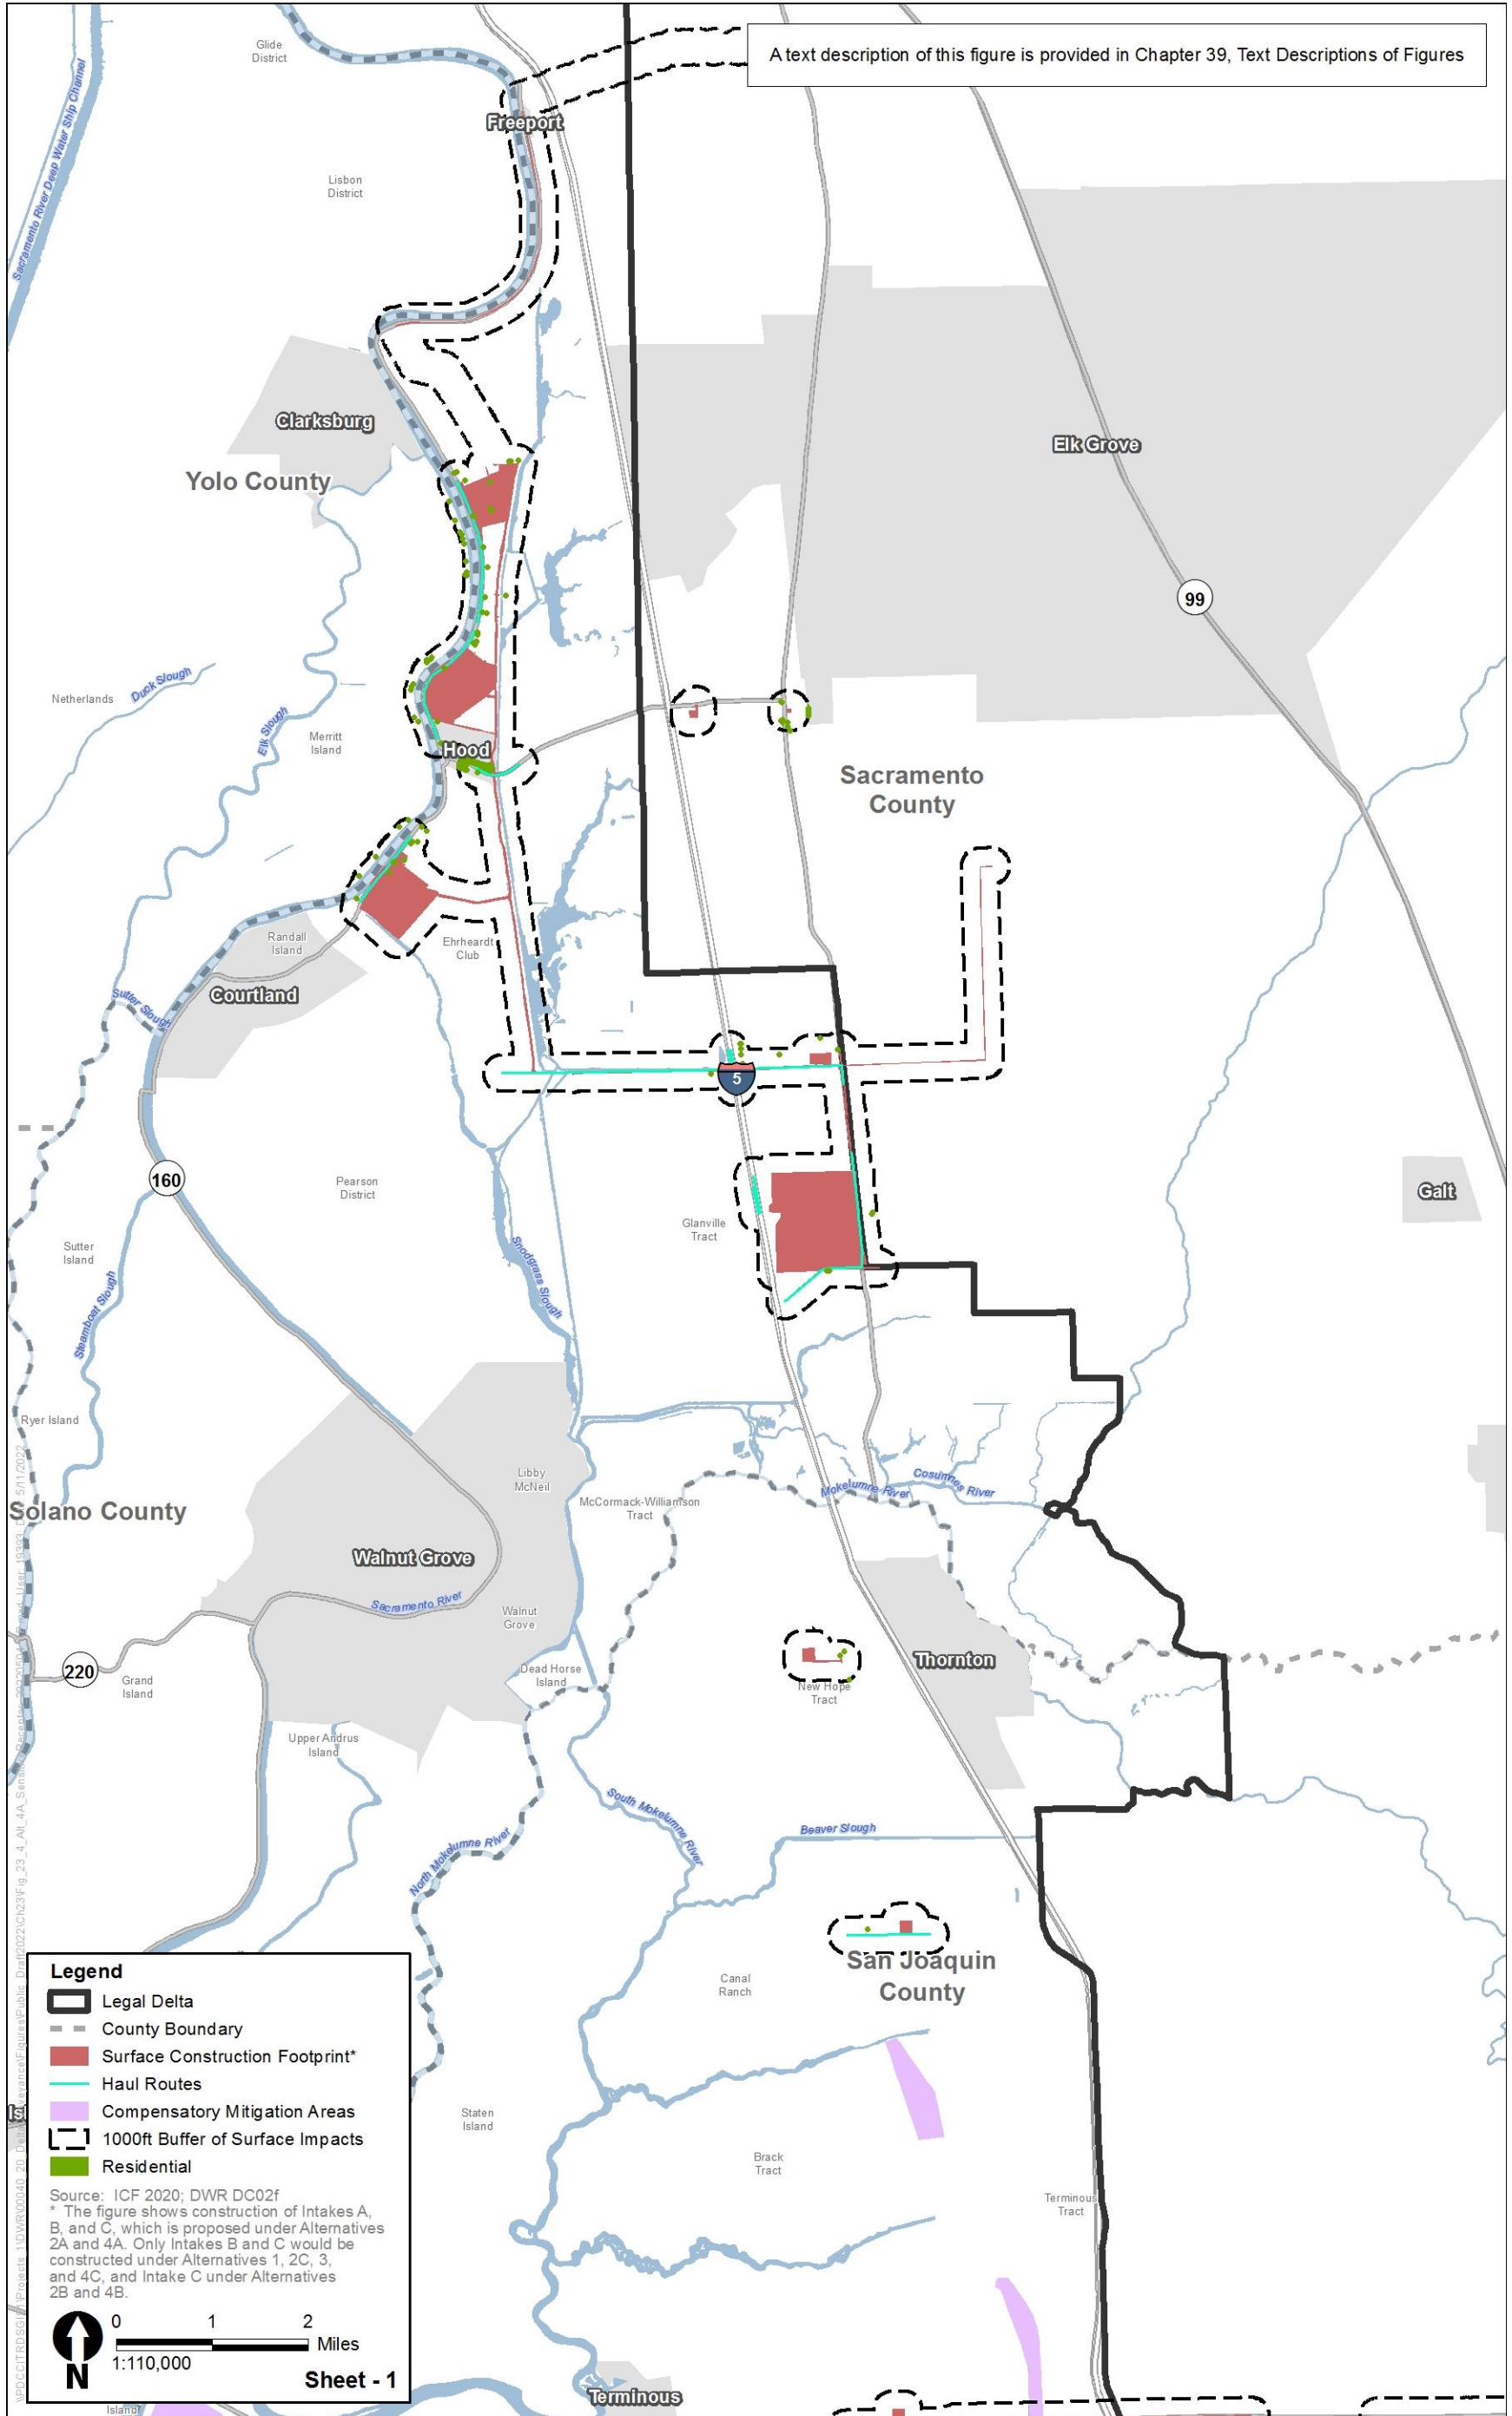 A text description of this figure is provided in Chapter 39, Text Descriptions of Figures
Glide
District
Sacramento River Deep Water Ship Channel
Freeport
Lisbon
District
Clarksburg
Yolo County
Elk Grove
99
Netherlands
Duck Slough
Elk Slough
Merritt
Island
Hood
Sacramento
County
Randall
Island
Ehrheardt
Club
Courtland
Sutter Slough
5
160
Pearson
District
Galt
Glanville
Tract
Sutter
Island
Snodgrass Slough
Steamboat Slough
Ryer Island
Libby
McNeil
McCormack-Williamson
Tract
Mokelumne River
Cosumnes River
Solano County
Walnut Grove
Sacramento River
Walnut
Grove
Thornton
220
Grand
Island
Dead Horse
Island
New Hope
Tract
Upper Andrus
Island
South Mokelumne River
Beaver Slough
North Mokelumne River
San Joaquin
County
Canal
Ranch
Staten
Island
Brack
Tract
Terminous
Tract
Terminous
Island
Legend
Legal Delta
County Boundary
Surface Construction Footprint*
Haul Routes
Compensatory Mitigation Areas
1000ft Buffer of Surface Impacts
Residential
Source: ICF 2020; DWR DC02f
* The figure shows construction of Intakes A,
B, and C, which is proposed under Alternatives
2A and 4A. Only Intakes B and C would be
constructed under Alternatives 1, 2C, 3,
and 4C, and Intake C under Alternatives
2B and 4B.
0 1 2
Miles
1:110,000
N
Sheet - 1